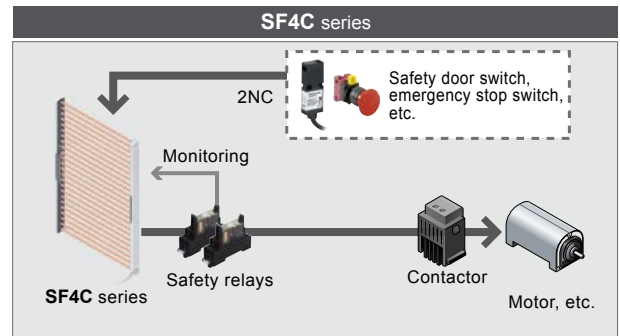 SF4C series
2NC
Safety door switch,
emergency stop switch,
etc.
Monitoring
Safety relays
SF4C series
Contactor
Motor, etc.